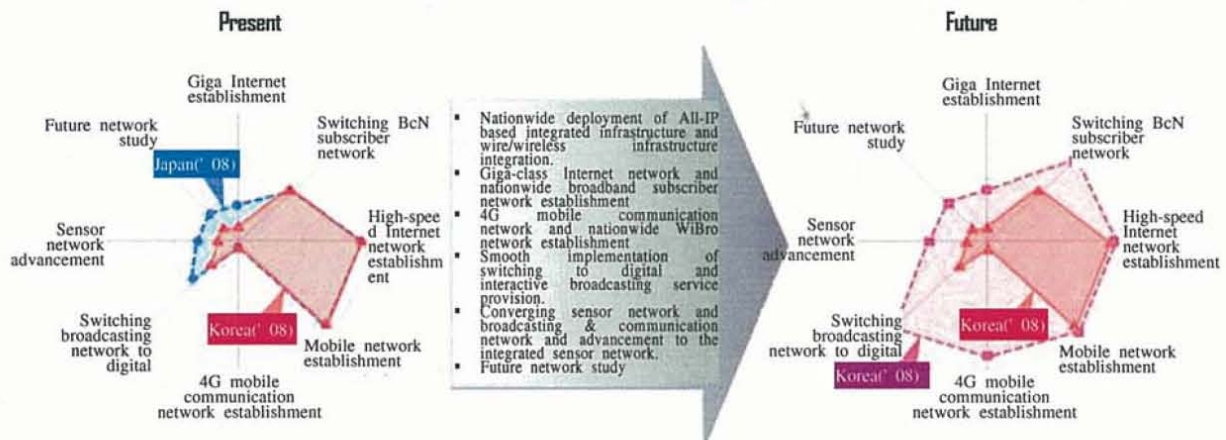 Present
Giga Internet
establishment
Future network
study
Switching BcN
subscriber
network
Japan(' 08)
Sensor
network
advancement
High-spee
d Internet
network
establishm
ent
Korea(' 08)
Switching
broadcasting
network to
digital
Mobile network
establishment
4G mobile
communication
network establishment
▪ Nationwide deployment of All-IP
based integrated infrastructure and
wire/wireless infrastructure
integration.
▪ Giga-class Internet network and
nationwide broadband subscriber
network establishment
▪ 4G mobile communication
network and nationwide WiBro
network establishment
▪ Smooth implementation of
switching to digital and
interactive broadcasting service
provision.
▪ Converging sensor network and
broadcasting & communication
network and advancement to the
integrated sensor network.
▪ Future network study
Future
Giga Internet
establishment
Future network
study
Switching BcN
subscriber
network
Sensor
network
advancement
High-speed
Internet
network
establishment
Korea(' 08)
Switching
broadcasting
network to digital
Korea(' 08)
Mobile network
establishment
4G mobile
communication
network establishment